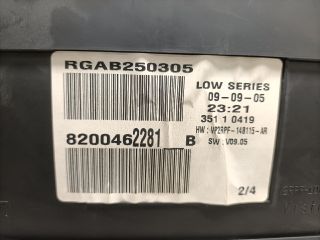 RGAB250305
LOW SERIES
09-09-05
23:21
351 1 0419
HW : VP2RPF-14B115-AR
SW : V09.05
8200462281 B
2/4